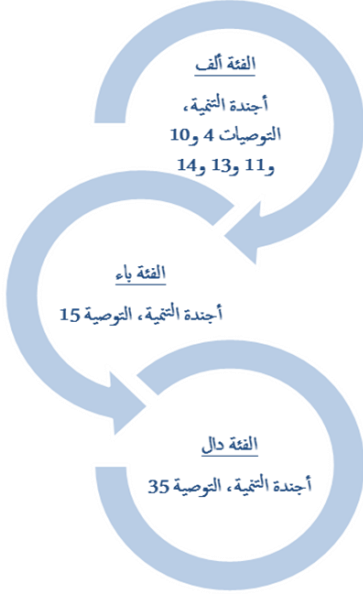 الفئة ألف
أجندة التنمية،
التوصيات 4 و10
و11 و13 و14
الفئة باء
أجندة التنمية، التوصية 15
الفئة دال
أجندة التنمية، التوصية 35